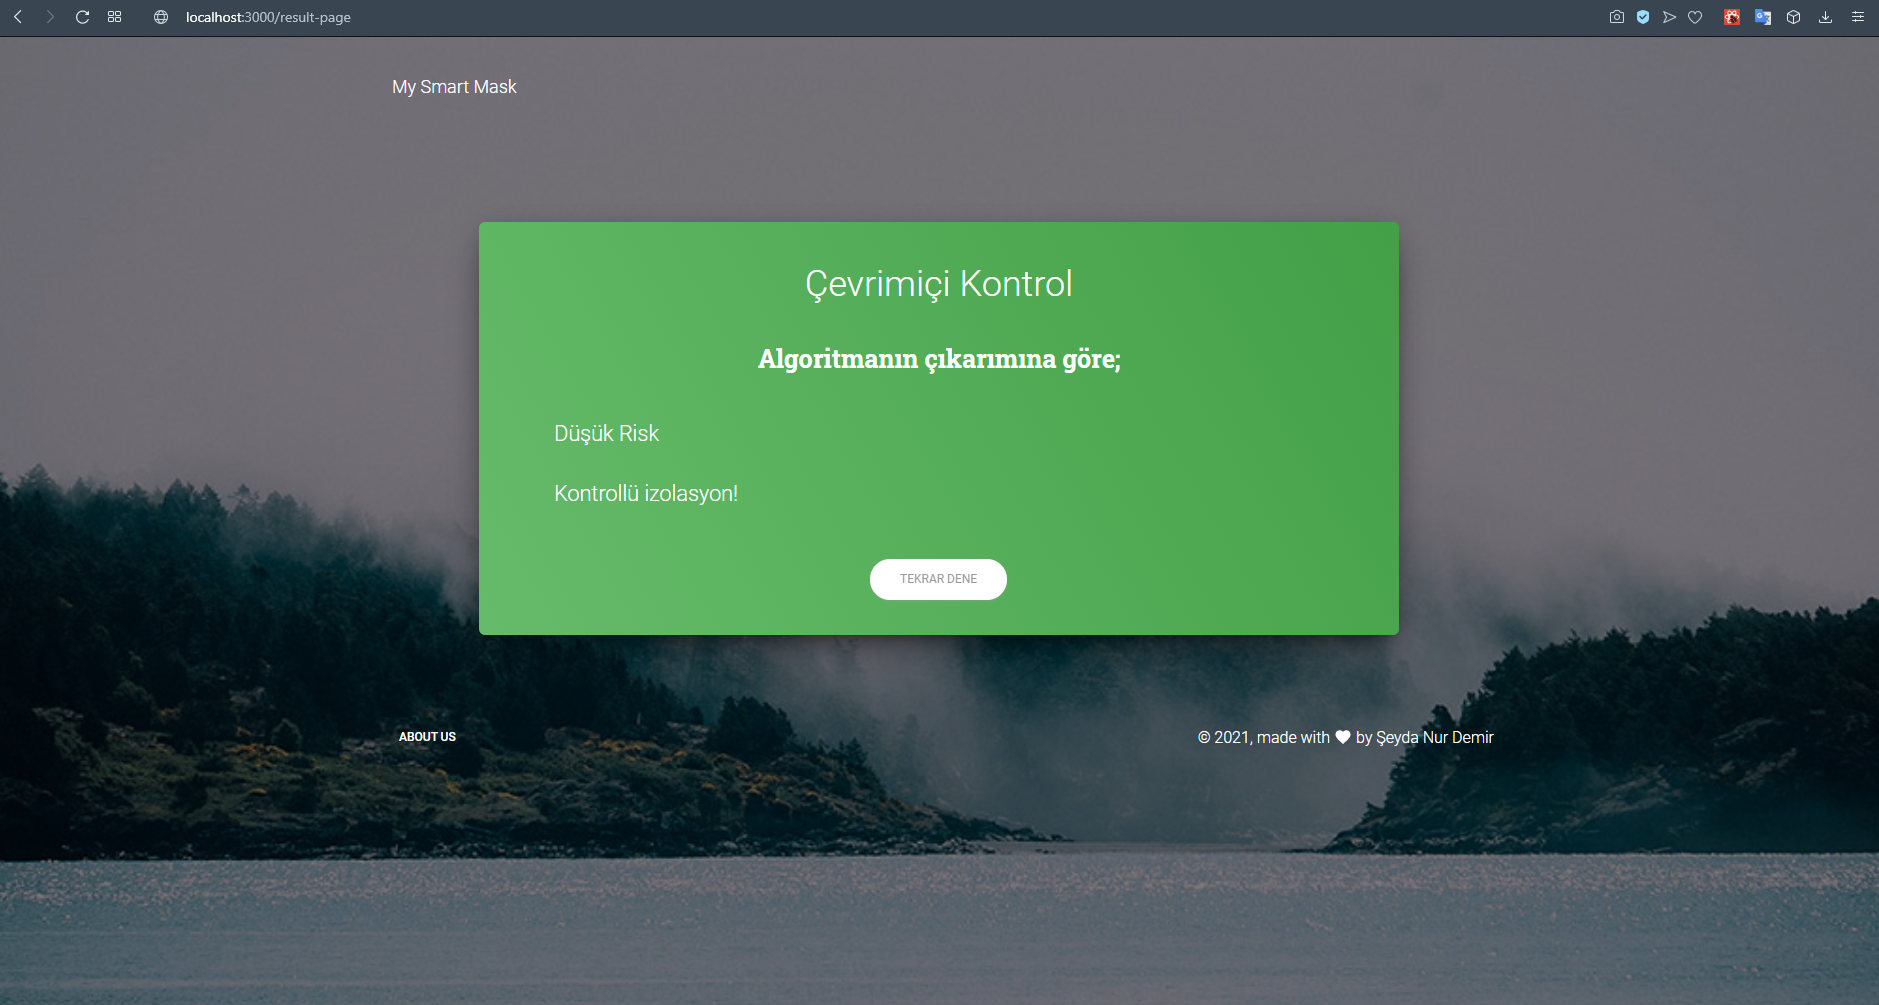 localhost:3000/result-page
My Smart Mask
Çevrimiçi Kontrol
Algoritmanın çıkarımına göre;
Düşük Risk
Kontrollü izolasyon!
TEKRAR DENE
ABOUT US
© 2021, made with by Şeyda Nur Demir